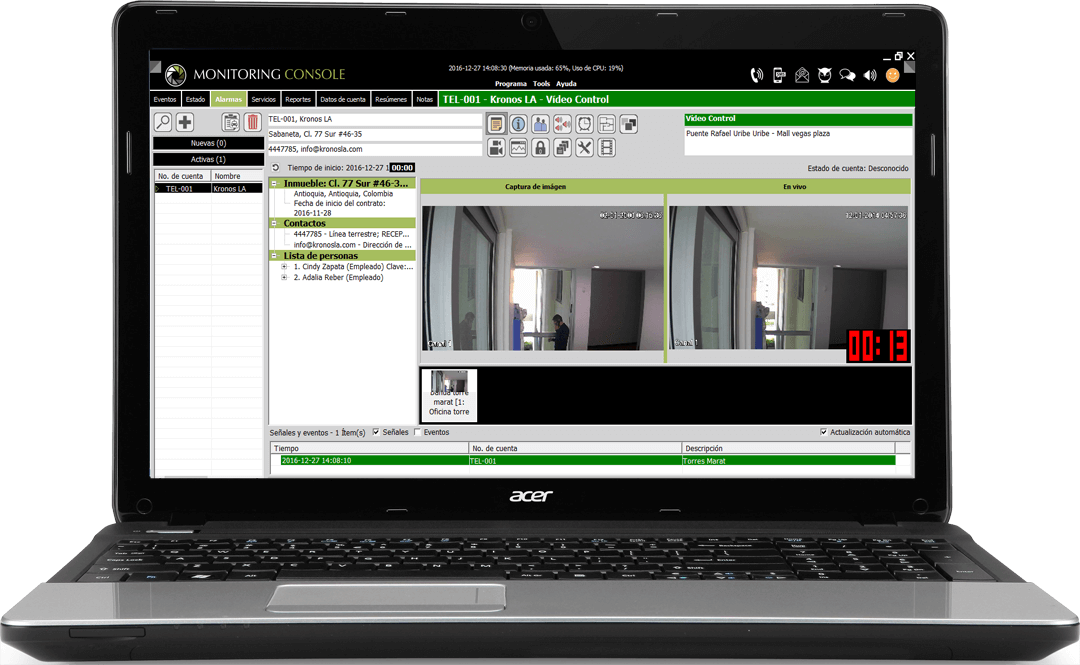 MONITORING CONSOLE
2016-12-27 14:08:30 (Memoria usada: 65%, Uso de CPU: 19%)
Programa Tools Ayuda
Eventos Estado Alarmas Servicios Reportes Datos de cuenta Resúmenes Notas
TEL-001 - Kronos LA - Video Control
TEL-001, Kronos LA
Sabaneta, Cl. 77 Sur #46-35
4447785, info@kronosla.com
Video Control
Puente Rafael Uribe Uribe - Mall vegas plaza
Nuevas (0)
Activas (1)
No. de cuenta Nombre
TEL-001 Kronos LA
Tiempo de inicio: 2016-12-27 1 00:00
Estado de cuenta: Desconocido
Inmueble: Cl. 77 Sur #46-3...
Antioquia, Antioquia, Colombia
Fecha de inicio del contrato:
2016-11-28
Contactos
4447785 - Línea terrestre; RECEP...
info@kronosla.com - Dirección de ...
Lista de personas
1. Cindy Zapata (Empleado) Clave:...
2. Adalia Reber (Empleado)
Captura de imágen
En vivo
00:13
torre
marat [1:
Oficina torre
Señales y eventos - 1 Ítem(s) Señales Eventos
Actualización automática
Tiempo No. de cuenta Descripción
2016-12-27 14:08:10 TEL-001 Torres Marat
acer